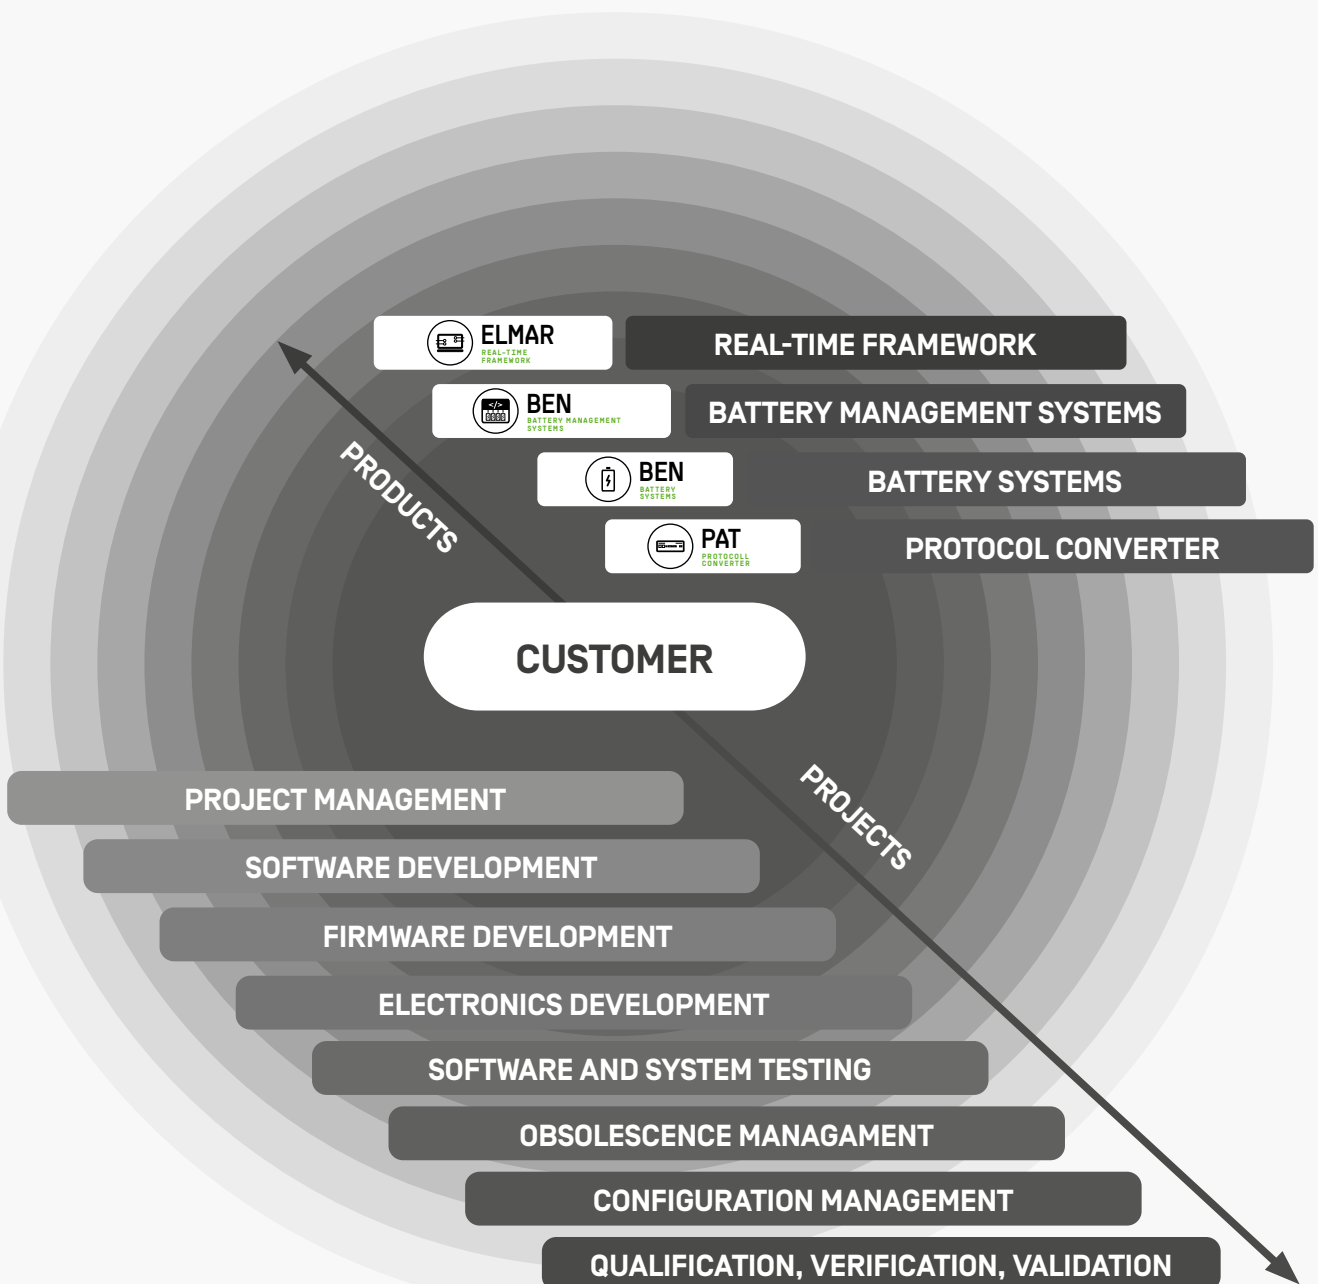 ELMAR
REAL-TIME
FRAMEWORK
REAL-TIME FRAMEWORK
BEN
BATTERY MANAGEMENT
SYSTEMS
BATTERY MANAGEMENT SYSTEMS
BEN
BATTERY
SYSTEMS
BATTERY SYSTEMS
PAT
PROTOCOLL
CONVERTER
PROTOCOL CONVERTER
PRODUCTS
CUSTOMER
PROJECTS
PROJECT MANAGEMENT
SOFTWARE DEVELOPMENT
FIRMWARE DEVELOPMENT
ELECTRONICS DEVELOPMENT
SOFTWARE AND SYSTEM TESTING
OBSOLESCENCE MANAGAMENT
CONFIGURATION MANAGEMENT
QUALIFICATION, VERIFICATION, VALIDATION